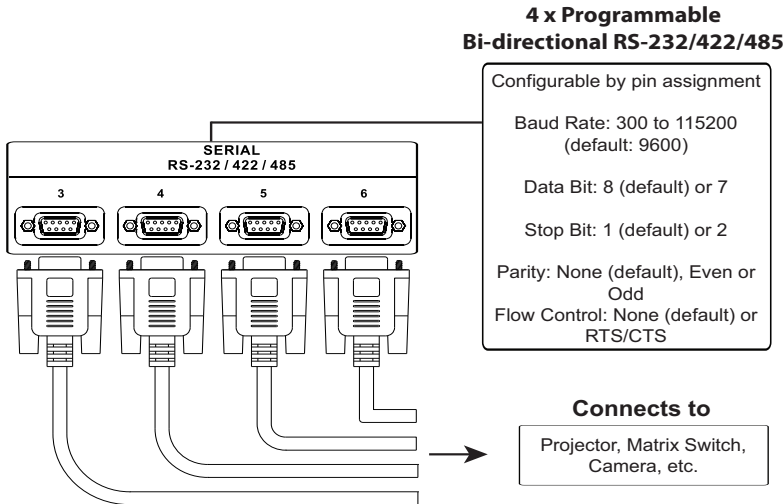 4 x Programmable
Bi-directional RS-232/422/485
Configurable by pin assignment
Baud Rate: 300 to 115200
(default: 9600)
Data Bit: 8 (default) or 7
Stop Bit: 1 (default) or 2
Parity: None (default), Even or
Odd
Flow Control: None (default) or
RTS/CTS
SERIAL
RS-232 / 422 / 485
3 4 5 6
Connects to
Projector, Matrix Switch,
Camera, etc.